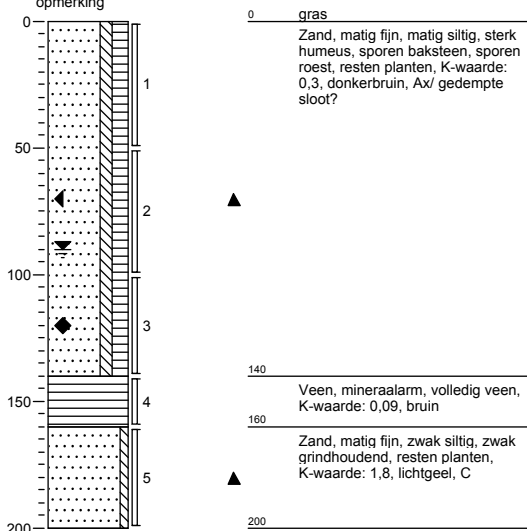 opmerking
0
50
100
150
200
1
2
3
4
5
0
gras
Zand, matig fijn, matig siltig, sterk
humeus, sporen baksteen, sporen
roest, resten planten, K-waarde:
0,3, donkerbruin, Ax/ gedempte
sloot?
140
Veen, mineraalarm, volledig veen,
K-waarde: 0,09, bruin
160
Zand, matig fijn, zwak siltig, zwak
grindhoudend, resten planten,
K-waarde: 1,8, lichtgeel, C
200